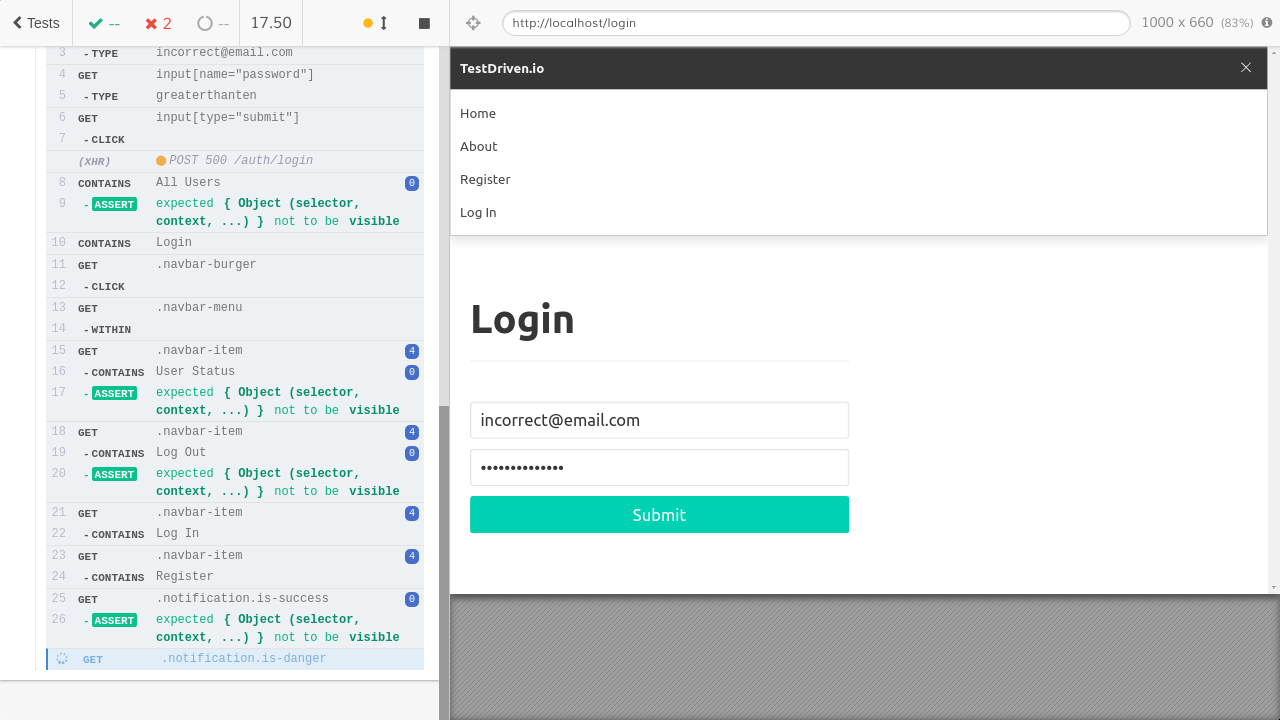 Tests -- 2 -- 17.50
3 -TYPE incorrect@email.com
4 GET input[name="password"]
5 -TYPE greaterthanten
6 GET input[type="submit"]
7 -CLICK
(XHR) POST 500 /auth/login
8 CONTAINS All Users 0
9 -ASSERT expected { Object (selector,
context, ...) } not to be visible
10 CONTAINS Login
11 GET .navbar-burger
12 -CLICK
13 GET .navbar-menu
14 -WITHIN
15 GET .navbar-item 4
16 -CONTAINS User Status 0
17 -ASSERT expected { Object (selector,
context, ...) } not to be visible
18 GET .navbar-item 4
19 -CONTAINS Log Out 0
20 -ASSERT expected { Object (selector,
context, ...) } not to be visible
21 GET .navbar-item 4
22 -CONTAINS Log In
23 GET .navbar-item 4
24 -CONTAINS Register
25 GET .notification.is-success 0
26 -ASSERT expected { Object (selector,
context, ...) } not to be visible
GET .notification.is-danger
http://localhost/login 1000 x 660 (83%)
TestDriven.io
Home
About
Register
Log In
Login
incorrect@email.com
••••••••••••••
Submit